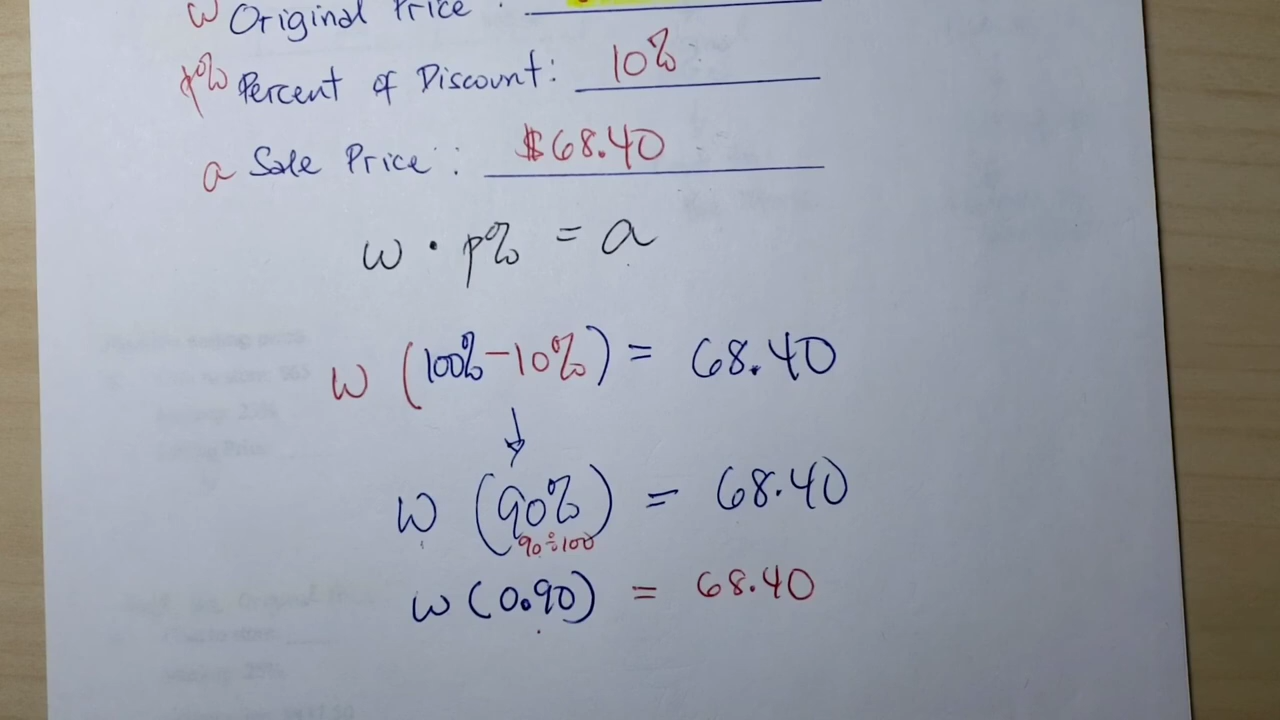 w Original Price :
p% Percent of Discount: 10%
a Sale Price : $68.40
w • p% = a
w (100% - 10%) = 68.40
w (90%) = 68.40
90÷100
w (0.90) = 68.40